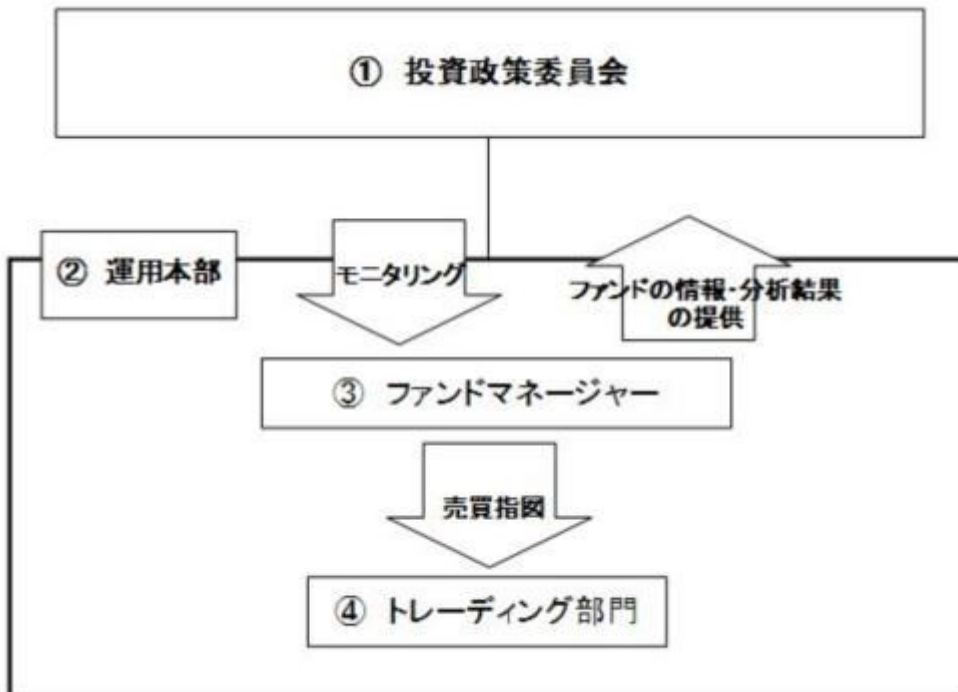 ① 投資政策委員会
② 運用本部
モニタリング
ファンドの情報・分析結果
の提供
③ ファンドマネージャー
売買指図
④ トレーディング部門